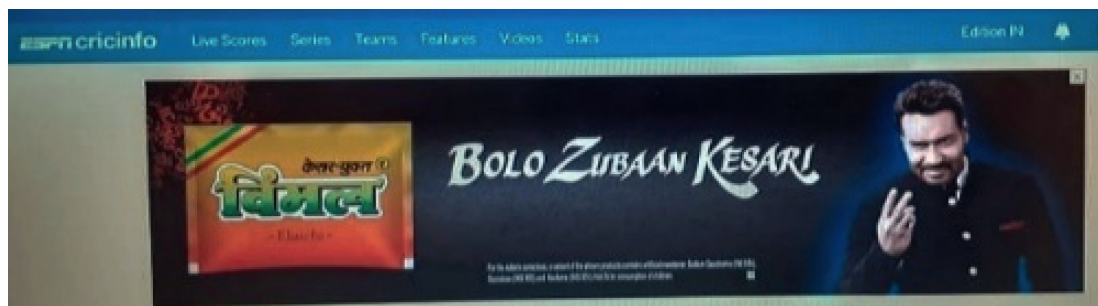 ESPN cricinfo Live Scores Series Teams Features Videos Stats Edition IN
केसर-युक्त
विमल
- Elaichi -
BOLO ZUBAAN KESARI